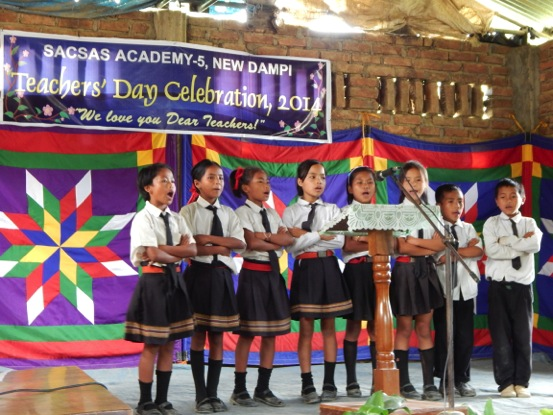 SACSAS ACADEMY-5, NEW DAMPI
Teachers' Day Celebration, 2014
"We love you Dear Teachers!"